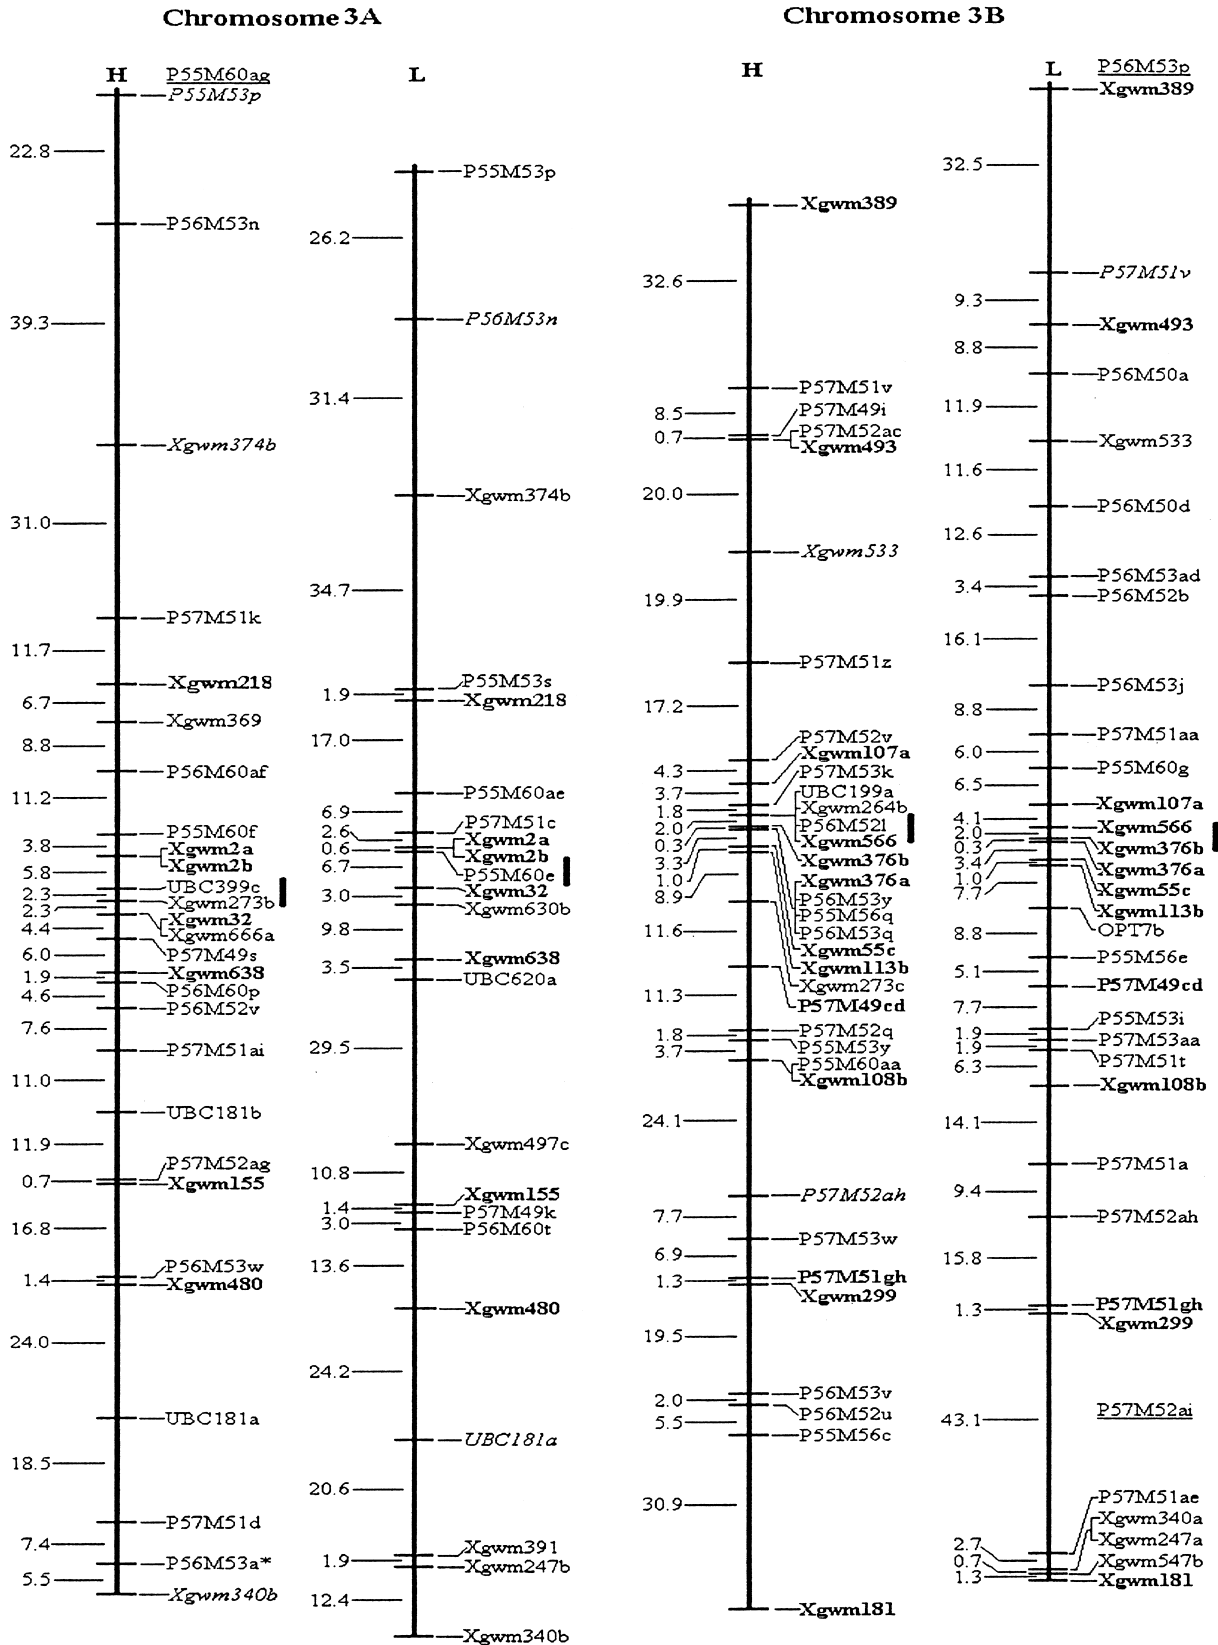 Chromosome 3A
H
P55M60ag
P55M53p
22.8
P56M53n
39.3
Xgwm374b
31.0
P57M51k
11.7
Xgwm218
6.7
Xgwm369
8.8
P56M60af
11.2
P55M60f
3.8
Xgwm2a
Xgwm2b
5.8
UBC399c
2.3
Xgwm273b
2.3
Xgwm32
4.4
Xgwm666a
P57M49s
6.0
Xgwm638
1.9
P56M60p
4.6
P56M52v
7.6
P57M51ai
11.0
UBC181b
11.9
P57M52ag
0.7
Xgwm155
16.8
P56M53w
1.4
Xgwm480
24.0
UBC181a
18.5
P57M51d
7.4
P56M53a*
5.5
Xgwm340b
L
P55M53p
26.2
P56M53n
31.4
Xgwm374b
34.7
P55M53s
1.9
Xgwm218
17.0
P55M60ae
6.9
P57M51c
2.6
Xgwm2a
0.6
Xgwm2b
6.7
P55M60e
Xgwm32
3.0
Xgwm630b
9.8
Xgwm638
3.5
UBC620a
29.5
Xgwm497c
10.8
Xgwm155
1.4
P57M49k
3.0
P56M60t
13.6
Xgwm480
24.2
UBC181a
20.6
Xgwm391
1.9
Xgwm247b
12.4
Xgwm340b
Chromosome 3B
H
Xgwm389
32.6
P57M51v
8.5
P57M49i
0.7
P57M52ac
Xgwm493
20.0
Xgwm533
19.9
P57M51z
17.2
P57M52v
Xgwm107a
4.3
P57M53k
3.7
UBC199a
1.8
Xgwm264b
2.0
P56M52l
0.3
Xgwm566
3.3
Xgwm376b
1.0
Xgwm376a
8.9
P56M53y
P55M56q
11.6
P56M53q
Xgwm55c
Xgwm113b
Xgwm273c
11.3
P57M49cd
P57M52q
1.8
P55M53y
3.7
P55M60aa
Xgwm108b
24.1
P57M52ah
7.7
P57M53w
6.9
P57M51gh
1.3
Xgwm299
19.5
P56M53v
2.0
P56M52u
5.5
P55M56c
30.9
Xgwm181
L
P56M53p
Xgwm389
32.5
P57M51v
9.3
Xgwm493
8.8
P56M50a
11.9
Xgwm533
11.6
P56M50d
12.6
P56M53ad
3.4
P56M52b
16.1
P56M53j
8.8
P57M51aa
6.0
P55M60g
6.5
Xgwm107a
4.1
Xgwm566
2.0
Xgwm376b
0.3
3.4
Xgwm376a
1.0
Xgwm55c
7.7
Xgwm113b
OPT7b
8.8
P55M56e
5.1
P57M49cd
7.7
P55M53i
1.9
P57M53aa
1.9
P57M51t
6.3
Xgwm108b
14.1
P57M51a
9.4
P57M52ah
15.8
P57M51gh
1.3
Xgwm299
P57M52ai
43.1
P57M51ae
Xgwm340a
2.7
Xgwm247a
0.7
Xgwm547b
1.3
Xgwm181